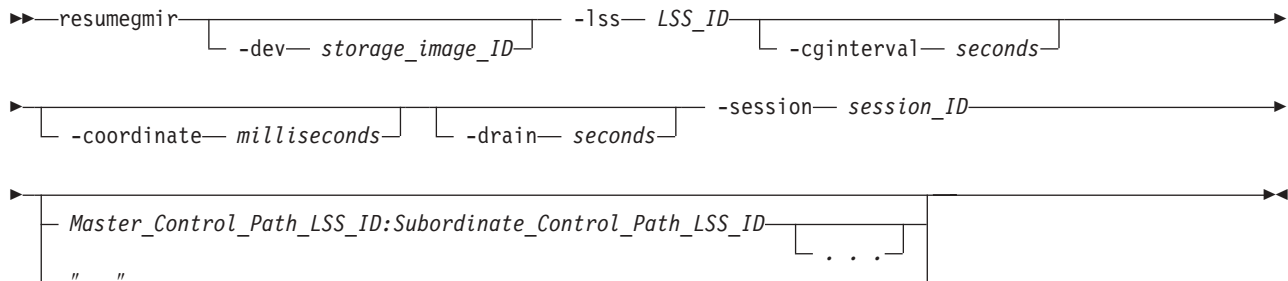 resumegmir -dev storage_image_ID -lss LSS_ID -cginterval seconds
-coordinate milliseconds -drain seconds -session session_ID
Master_Control_Path_LSS_ID:Subordinate_Control_Path_LSS_ID . . .
" "